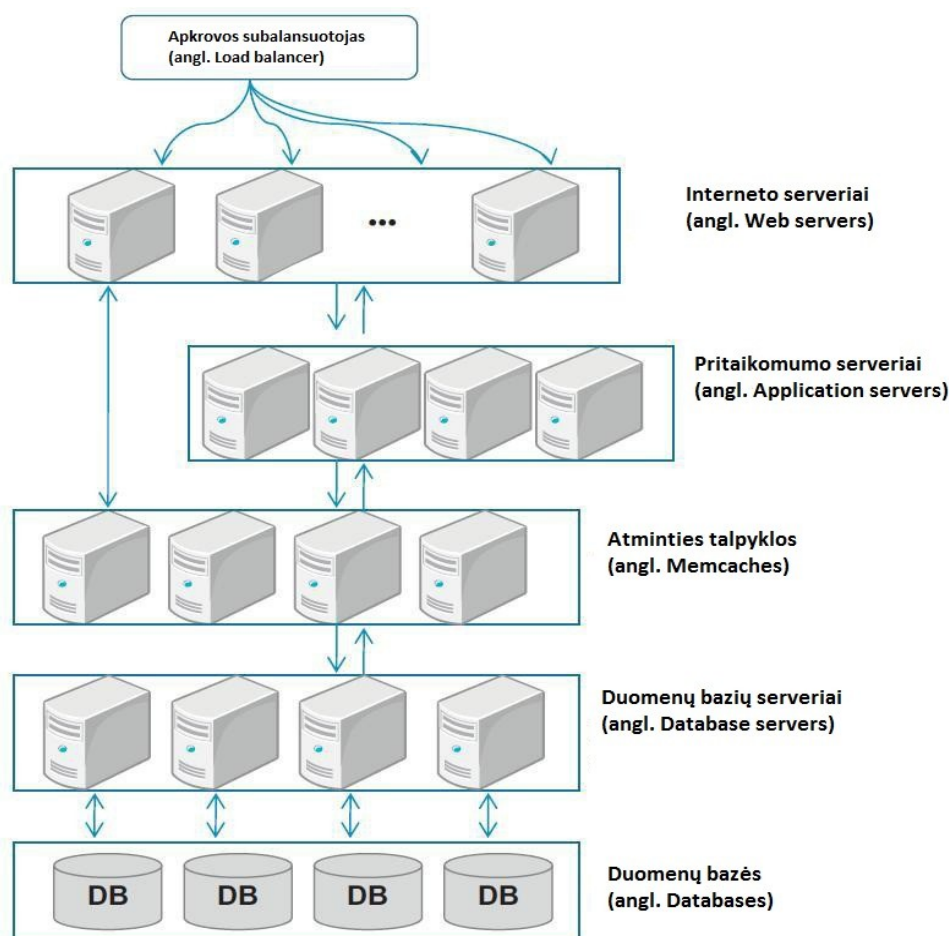 Apkrovos subalansuotojas
(angl. Load balancer)
Interneto serveriai
(angl. Web servers)
...
Pritaikomumo serveriai
(angl. Application servers)
Atminties talpyklos
(angl. Memcaches)
Duomenų bazių serveriai
(angl. Database servers)
DB
DB
DB
DB
Duomenų bazės
(angl. Databases)